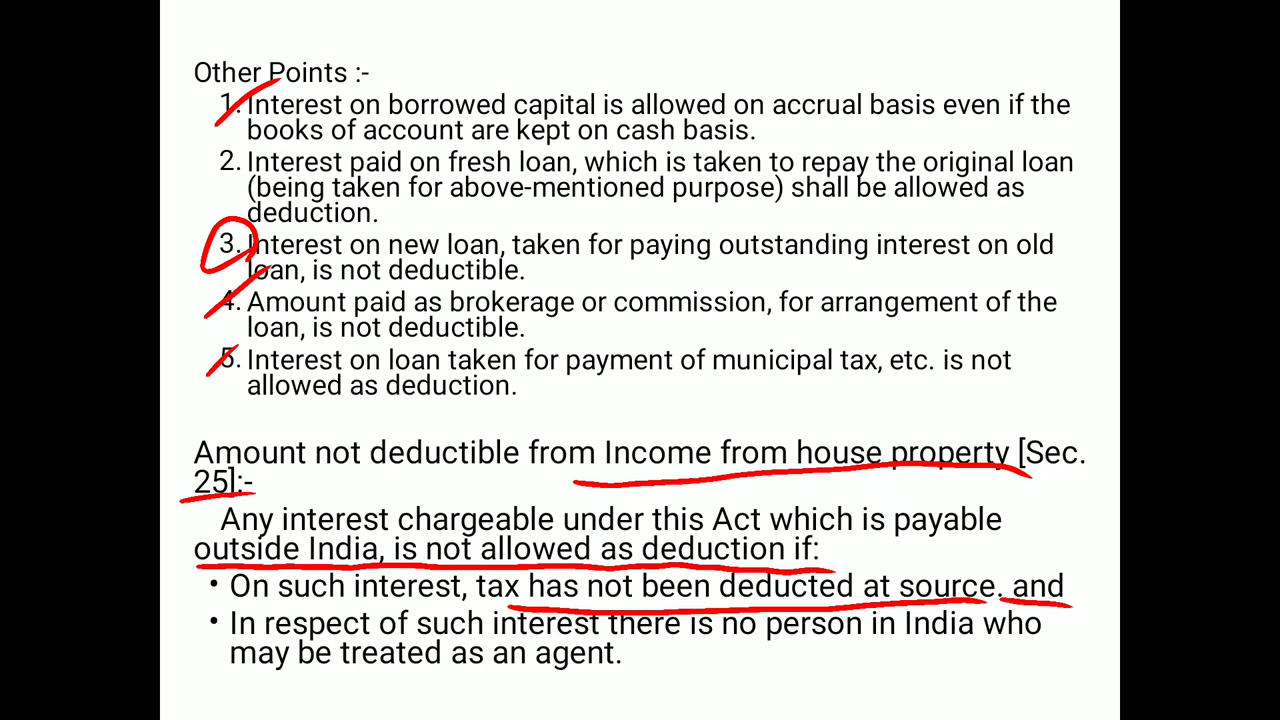 Other Points :-
1. Interest on borrowed capital is allowed on accrual basis even if the
books of account are kept on cash basis.
2. Interest paid on fresh loan, which is taken to repay the original loan
(being taken for above-mentioned purpose) shall be allowed as
deduction.
3. Interest on new loan, taken for paying outstanding interest on old
loan, is not deductible.
4. Amount paid as brokerage or commission, for arrangement of the
loan, is not deductible.
5. Interest on loan taken for payment of municipal tax, etc. is not
allowed as deduction.
Amount not deductible from Income from house property [Sec.
25]:-
Any interest chargeable under this Act which is payable
outside India, is not allowed as deduction if:
• On such interest, tax has not been deducted at source. and
• In respect of such interest there is no person in India who
may be treated as an agent.